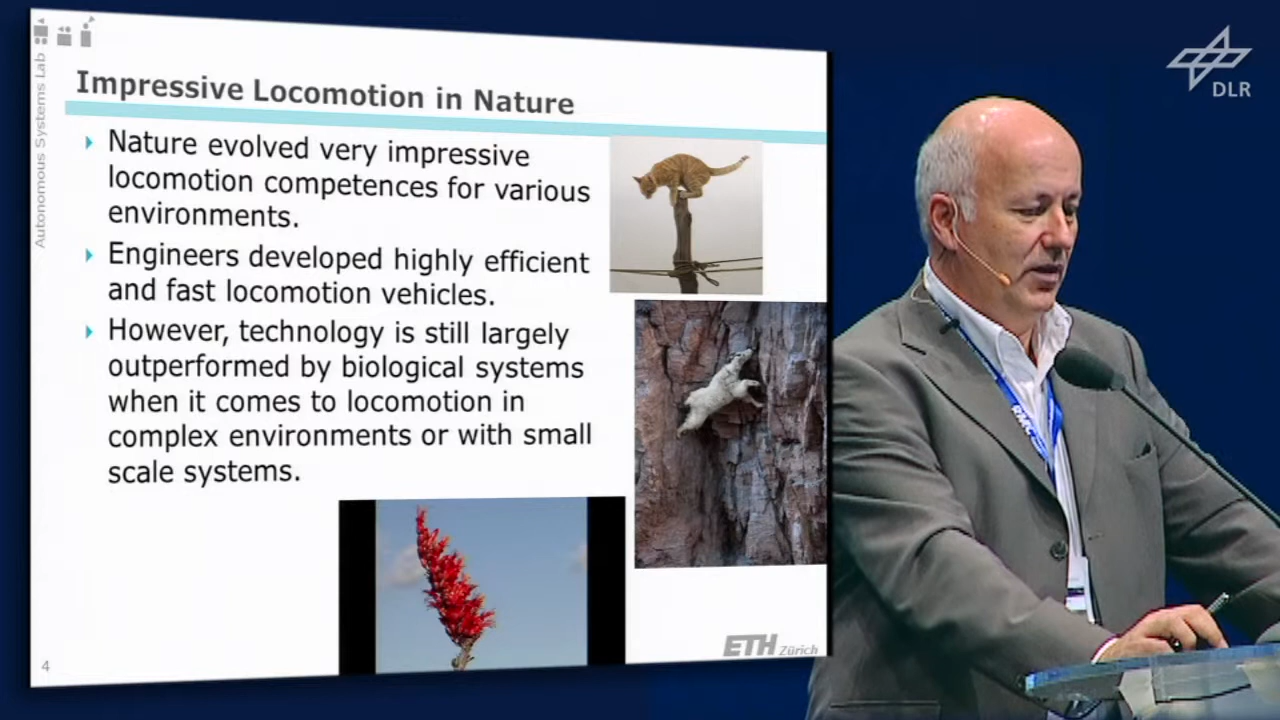 Autonomous Systems Lab
Impressive Locomotion in Nature
Nature evolved very impressive
locomotion competences for various
environments.
Engineers developed highly efficient
and fast locomotion vehicles.
However, technology is still largely
outperformed by biological systems
when it comes to locomotion in
complex environments or with small
scale systems.
4
ETH Zürich
DLR